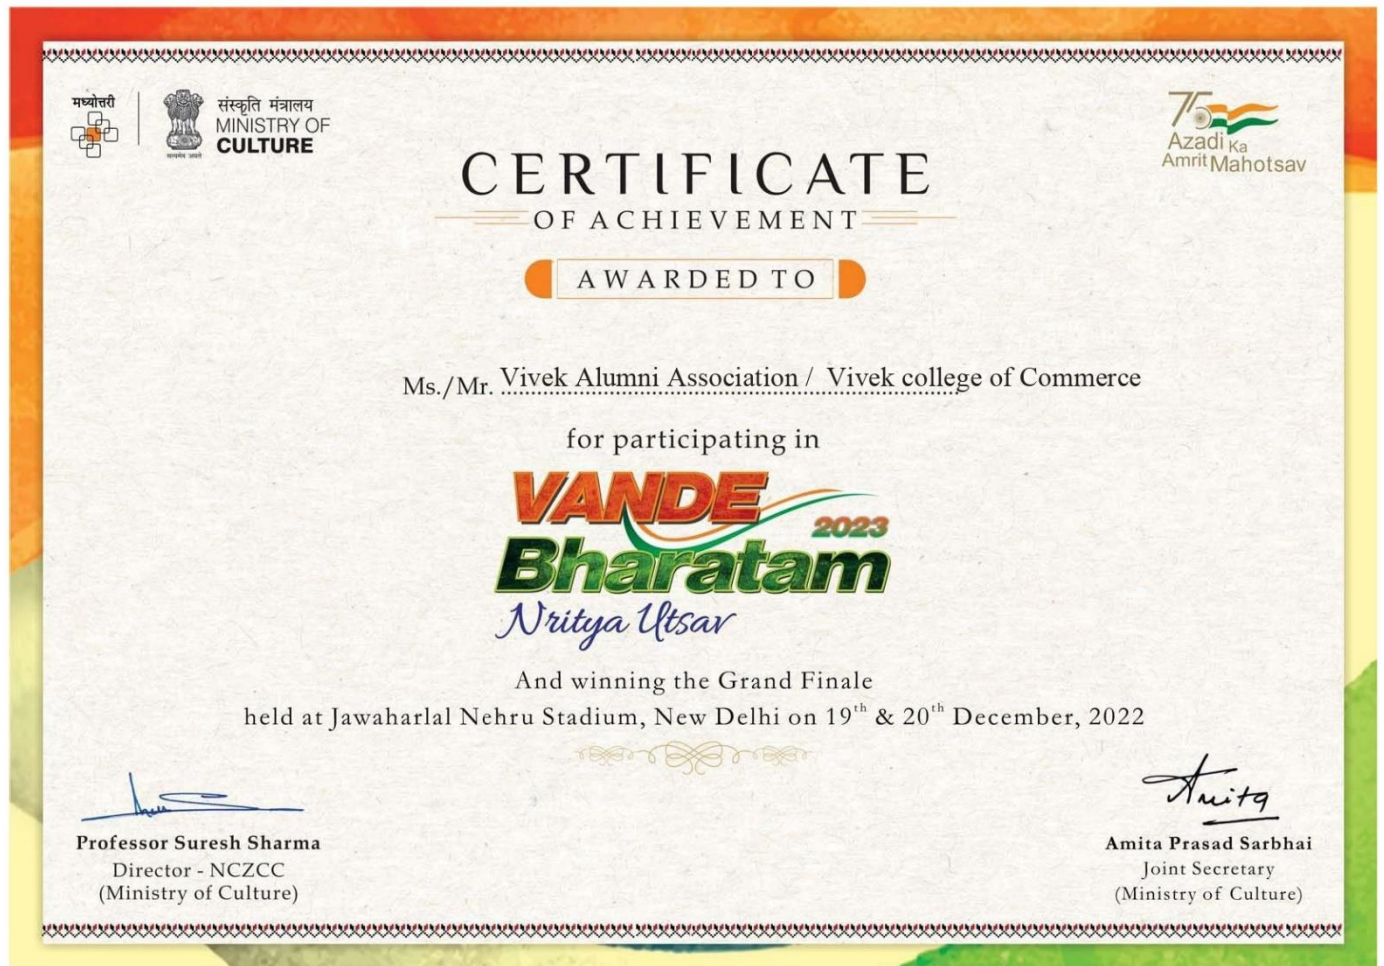 मध्योत्तरी
सत्यमेव जयते
संस्कृति मंत्रालय
MINISTRY OF
CULTURE
75
Azadi Ka
Amrit Mahotsav
CERTIFICATE
OF ACHIEVEMENT
AWARDED TO
Ms./Mr. Vivek Alumni Association / Vivek college of Commerce
for participating in
VANDE
2023
Bharatam
Nritya Utsav
And winning the Grand Finale
held at Jawaharlal Nehru Stadium, New Delhi on 19th & 20th December, 2022
Professor Suresh Sharma
Director - NCZCC
(Ministry of Culture)
Amita
Amita Prasad Sarbhai
Joint Secretary
(Ministry of Culture)